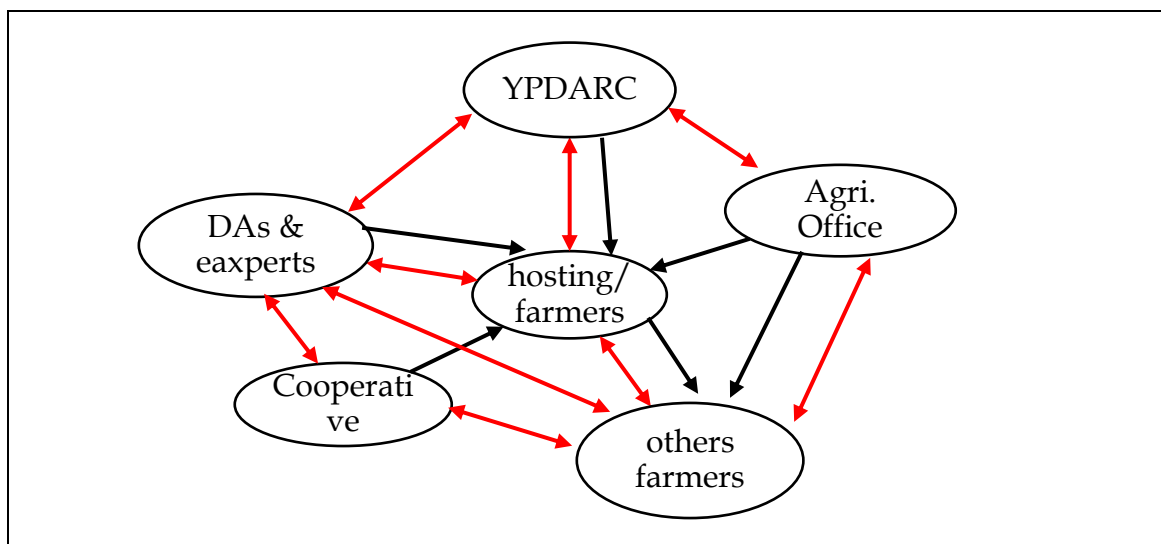 YPDARC
Agri.
Office
DAs &
eaxperts
hosting/
farmers
Cooperati
ve
others
farmers